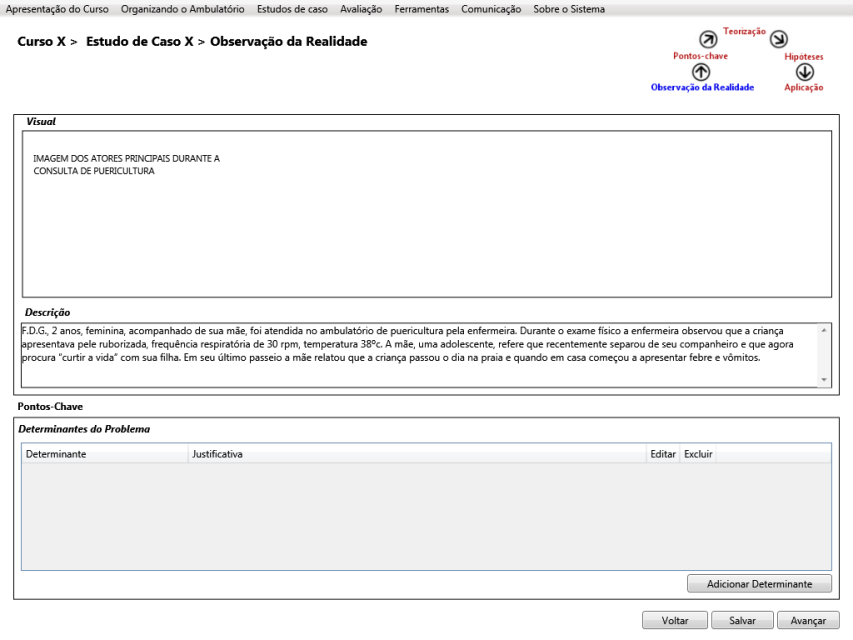 Apresentação do Curso Organizando o Ambulatório Estudos de caso Avaliação Ferramentas Comunicação Sobre o Sistema
Curso X > Estudo de Caso X > Observação da Realidade
Teorização
Pontos-chave
Hipóteses
Observação da Realidade
Aplicação
Visual
IMAGEM DOS ATORES PRINCIPAIS DURANTE A
CONSULTA DE PUERICULTURA
Descrição
F.D.G., 2 anos, feminina, acompanhado de sua mãe, foi atendida no ambulatório de puericultura pela enfermeira. Durante o exame físico a enfermeira observou que a criança
apresentava pele ruborizada, frequência respiratória de 30 rpm, temperatura 38ºc. A mãe, uma adolescente, refere que recentemente separou de seu companheiro e que agora
procura "curtir a vida" com sua filha. Em seu último passeio a mãe relatou que a criança passou o dia na praia e quando em casa começou a apresentar febre e vômitos.
Pontos-Chave
Determinantes do Problema
Determinante Justificativa Editar Excluir
Adicionar Determinante
Voltar Salvar Avançar